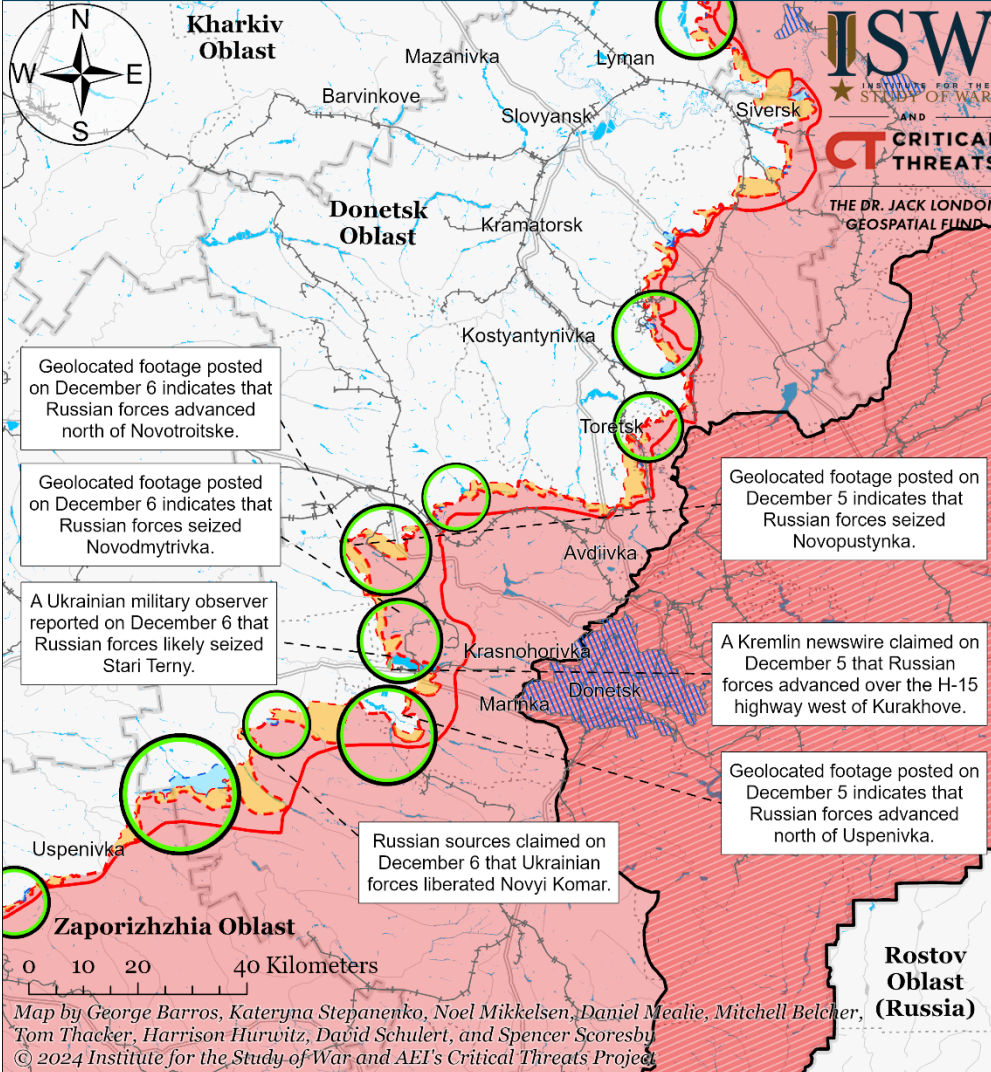 N
W E
S
Kharkiv
Oblast
Mazanivka
Lyman
ISW
INSTITUTE FOR THE
STUDY OF WAR
AND
CT CRITICAL
THREATS
THE DR. JACK LONDON
GEOSPATIAL FUND
Barvinkove
Slovyansk
Siversk
Donetsk
Oblast
Kramatorsk
Kostyantynivka
Geolocated footage posted
on December 6 indicates that
Russian forces advanced
north of Novotroitske.
Toretsk
Geolocated footage posted
on December 6 indicates that
Russian forces seized
Novodmytrivka.
Geolocated footage posted on
December 5 indicates that
Russian forces seized
Novopustynka.
Avdiivka
A Ukrainian military observer
reported on December 6 that
Russian forces likely seized
Stari Terny.
Krasnohorivka
A Kremlin newswire claimed on
December 5 that Russian
forces advanced over the H-15
highway west of Kurakhove.
Donetsk
Marinka
Geolocated footage posted on
December 5 indicates that
Russian forces advanced
north of Uspenivka.
Russian sources claimed on
December 6 that Ukrainian
forces liberated Novyi Komar.
Uspenivka
Zaporizhzhia Oblast
0 10 20 40 Kilometers
Rostov
Oblast
(Russia)
Map by George Barros, Kateryna Stepanenko, Noel Mikkelsen, Daniel Mealie, Mitchell Belcher,
Tom Thacker, Harrison Hurwitz, David Schulert, and Spencer Scoresby
© 2024 Institute for the Study of War and AEI's Critical Threats Project